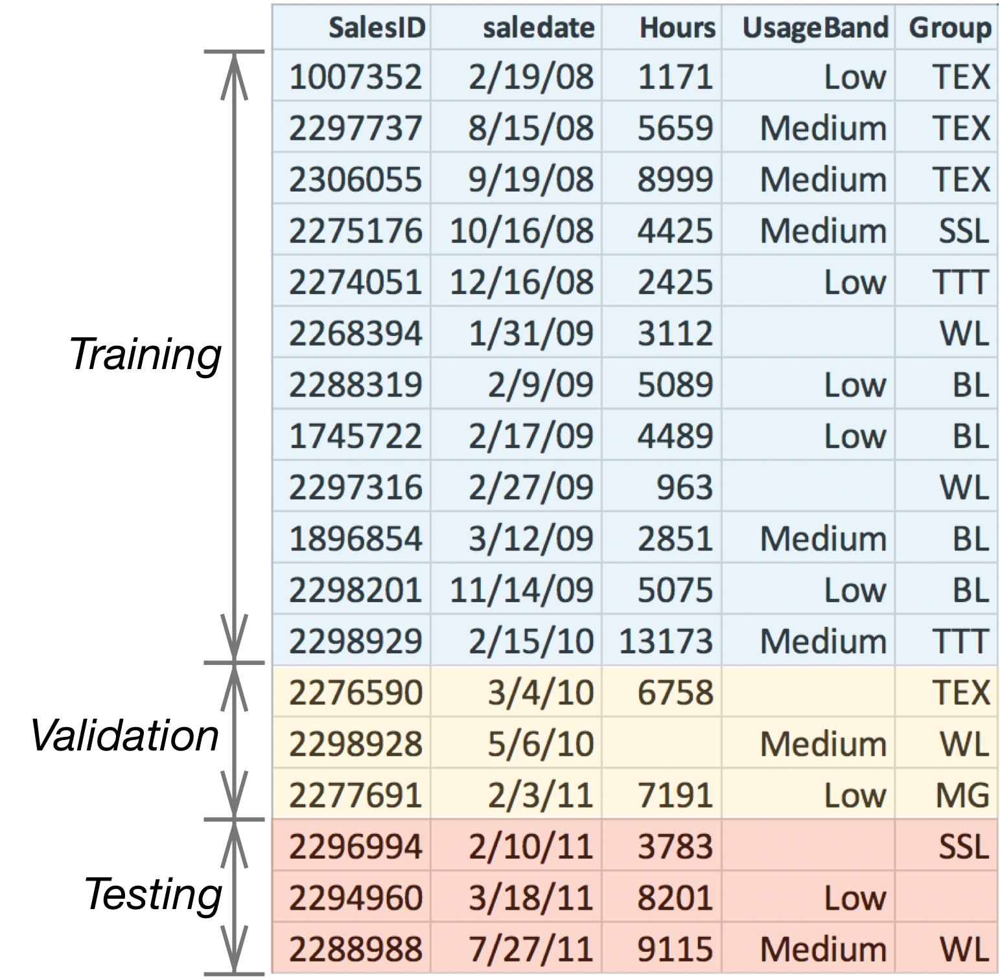 SalesID saledate Hours UsageBand Group
1007352 2/19/08 1171 Low TEX
2297737 8/15/08 5659 Medium TEX
2306055 9/19/08 8999 Medium TEX
2275176 10/16/08 4425 Medium SSL
2274051 12/16/08 2425 Low TTT
2268394 1/31/09 3112 WL
Training
2288319 2/9/09 5089 Low BL
1745722 2/17/09 4489 Low BL
2297316 2/27/09 963 WL
1896854 3/12/09 2851 Medium BL
2298201 11/14/09 5075 Low BL
2298929 2/15/10 13173 Medium TTT
2276590 3/4/10 6758 TEX
Validation 2298928 5/6/10 Medium WL
2277691 2/3/11 7191 Low MG
2296994 2/10/11 3783 SSL
Testing 2294960 3/18/11 8201 Low
2288988 7/27/11 9115 Medium WL